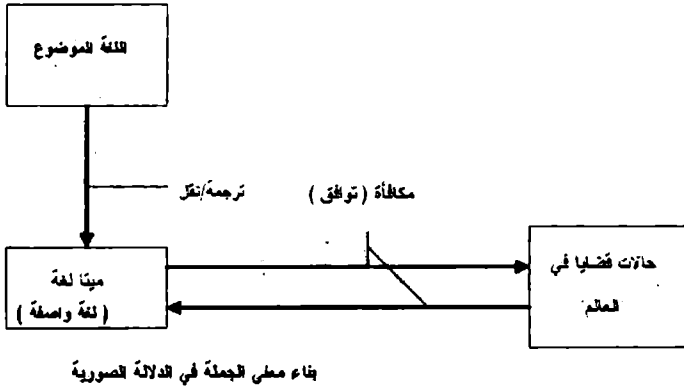 اللغة الموضوع
ترجمة/نقل
مكافأة ( توافق )
ميتا لغة
( لغة واصفة )
حالات قضايا في
العالم
بناء معنى الجملة في الدلالة الصورية